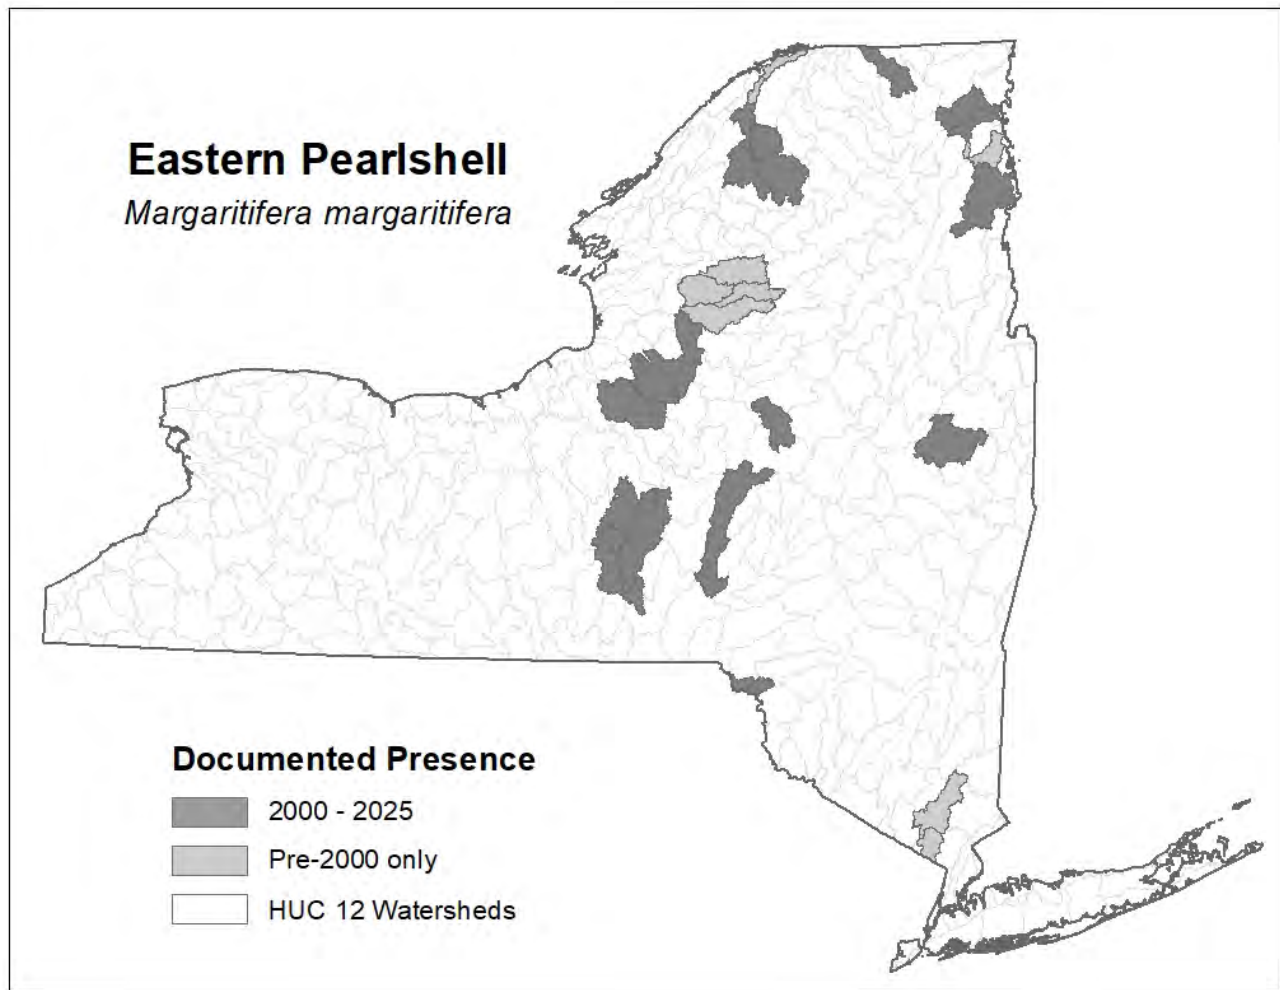 Eastern Pearlshell
Margaritifera margaritifera
Documented Presence
2000 - 2025
Pre-2000 only
HUC 12 Watersheds